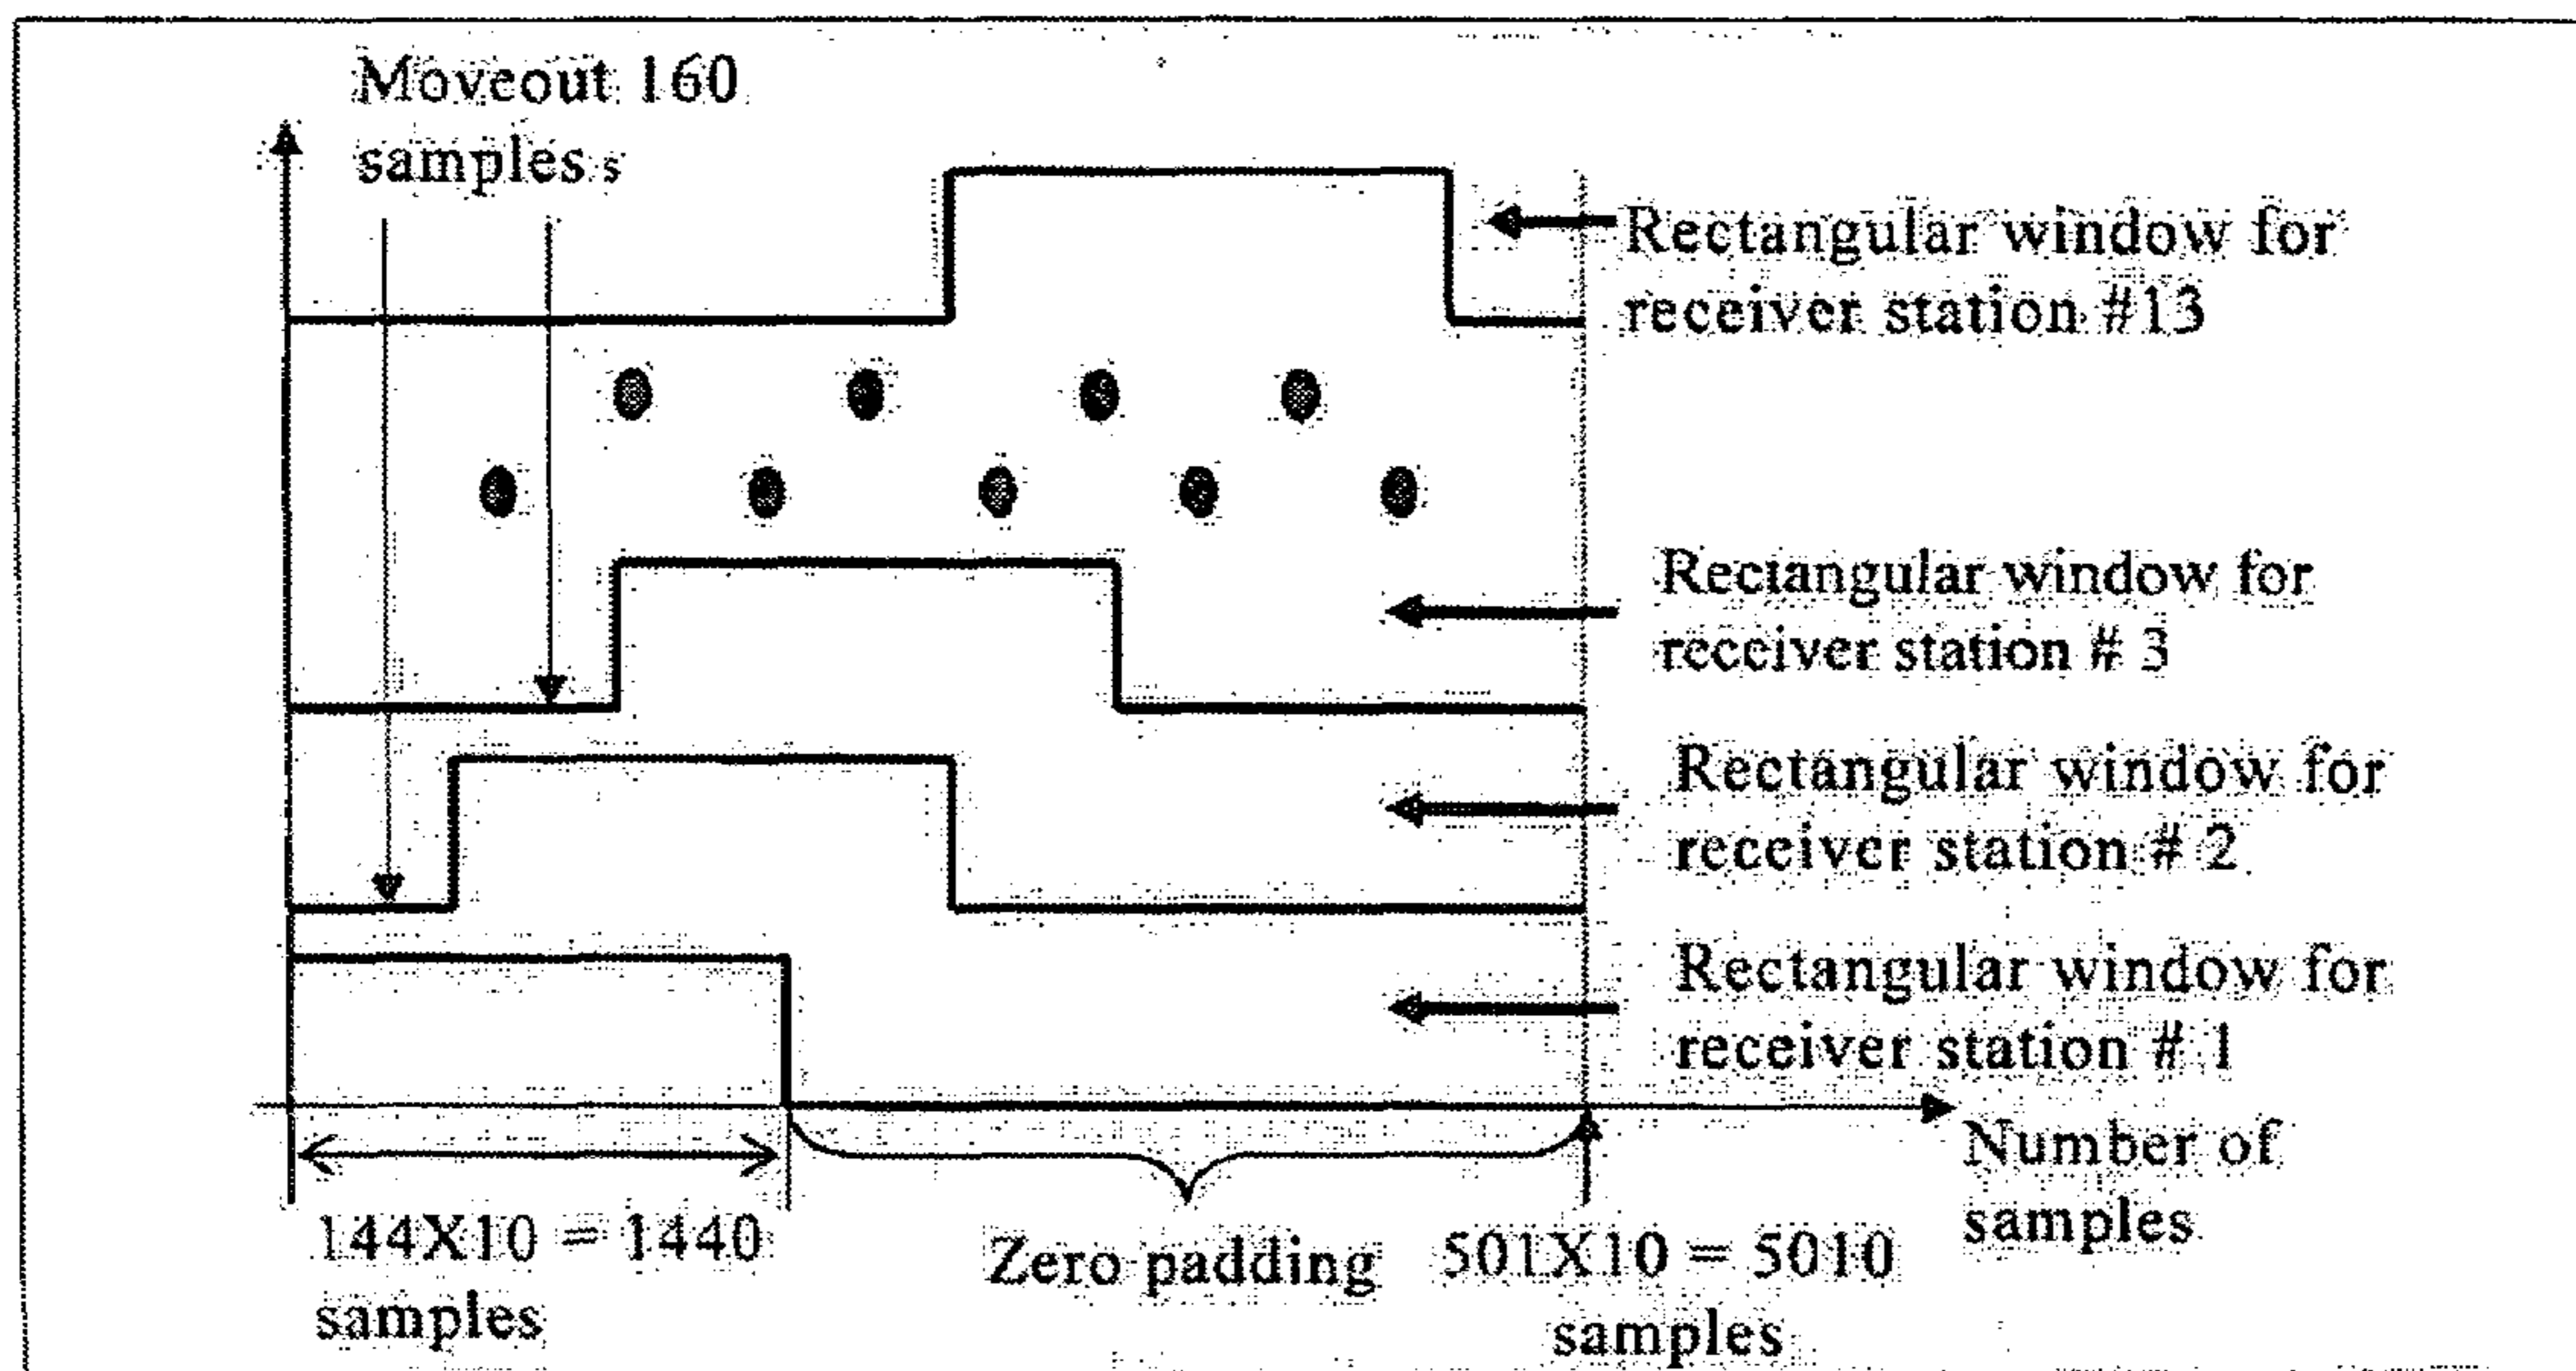 Moveout 160
samples s
Rectangular window for
receiver station #13
Rectangular window for
receiver station # 3
Rectangular window for
receiver station # 2
Rectangular window for
receiver station # 1
Number of
samples
144X10 = 1440
samples
Zero padding
501X10 = 5010
samples